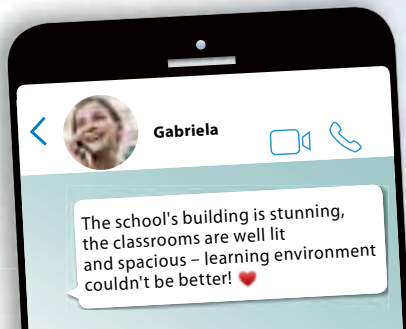 Gabriela
The school's building is stunning,
the classrooms are well lit
and spacious – learning environment
couldn't be better! ❤